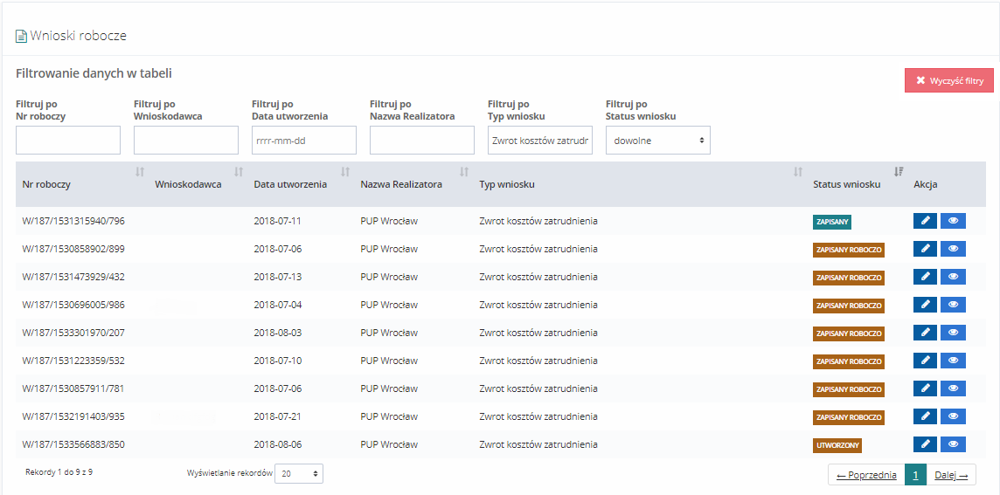 Wnioski robocze
Filtrowanie danych w tabeli
Wyczyść filtry
Filtruj po
Nr roboczy
Filtruj po
Wnioskodawca
Filtruj po
Data utworzenia
Filtruj po
Nazwa Realizatora
Filtruj po
Typ wniosku
Filtruj po
Status wniosku
rrrr-mm-dd
Zwrot kosztów zatrudr
dowolne
Nr roboczy Wnioskodawca Data utworzenia Nazwa Realizatora Typ wniosku Status wniosku Akcja
W/187/1531315940/796 2018-07-11 PUP Wrocław Zwrot kosztów zatrudnienia ZAPISANY
W/187/1530858902/899 2018-07-06 PUP Wrocław Zwrot kosztów zatrudnienia ZAPISANY ROBOCZO
W/187/1531473929/432 2018-07-13 PUP Wrocław Zwrot kosztów zatrudnienia ZAPISANY ROBOCZO
W/187/1530696005/986 2018-07-04 PUP Wrocław Zwrot kosztów zatrudnienia ZAPISANY ROBOCZO
W/187/1533301970/207 2018-08-03 PUP Wrocław Zwrot kosztów zatrudnienia ZAPISANY ROBOCZO
W/187/1531223359/532 2018-07-10 PUP Wrocław Zwrot kosztów zatrudnienia ZAPISANY ROBOCZO
W/187/1530857911/781 2018-07-06 PUP Wrocław Zwrot kosztów zatrudnienia ZAPISANY ROBOCZO
W/187/1532191403/935 2018-07-21 PUP Wrocław Zwrot kosztów zatrudnienia ZAPISANY ROBOCZO
W/187/1533566883/850 2018-08-06 PUP Wrocław Zwrot kosztów zatrudnienia UTWORZONY
Rekordy 1 do 9 z 9 Wyświetlanie rekordów 20 ← Poprzednia 1 Dalej →